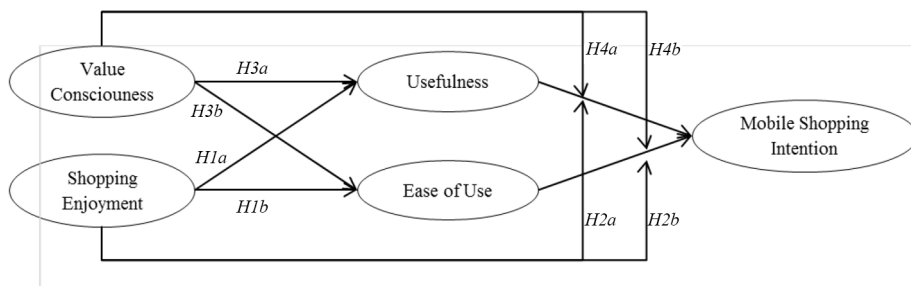 H4a
H4b
Value
Consciouness
H3a
Usefulness
H3b
Mobile Shopping
Intention
H1a
Shopping
Enjoyment
H1b
Ease of Use
H2a
H2b